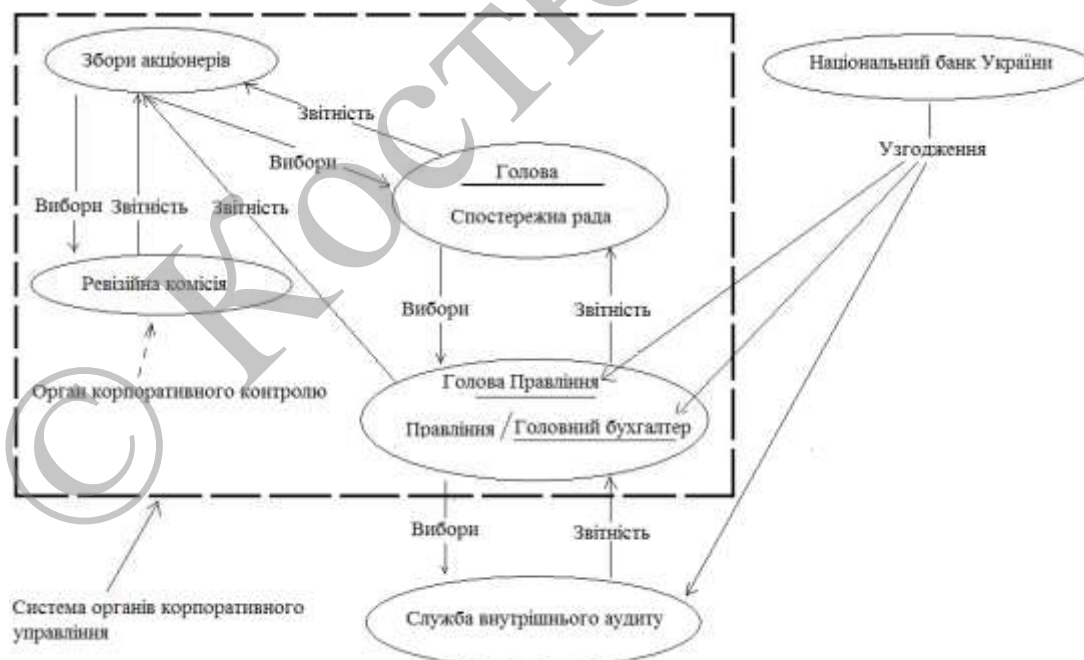 Збори акціонерів
Національний банк України
Звітність
Узгодження
Вибори
Голова
Спостережна рада
Вибори Звітність Звітність
Ревізійна комісія
Вибори
Звітність
Орган корпоративного контролю
Голова Правління
Правління / Головний бухгалтер
Вибори
Звітність
Система органів корпоративного
управління
Служба внутрішнього аудиту